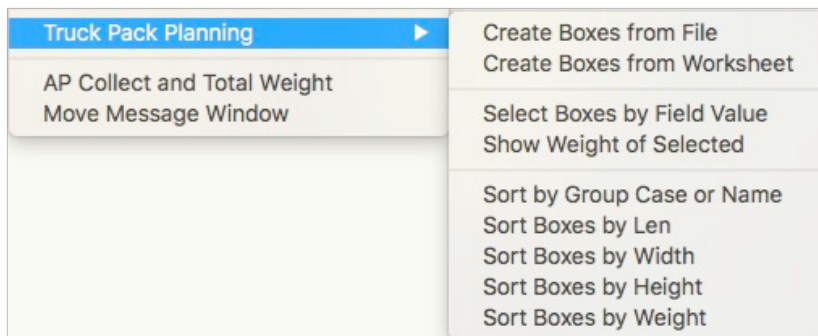 Truck Pack Planning
AP Collect and Total Weight
Move Message Window
Create Boxes from File
Create Boxes from Worksheet
Select Boxes by Field Value
Show Weight of Selected
Sort by Group Case or Name
Sort Boxes by Len
Sort Boxes by Width
Sort Boxes by Height
Sort Boxes by Weight